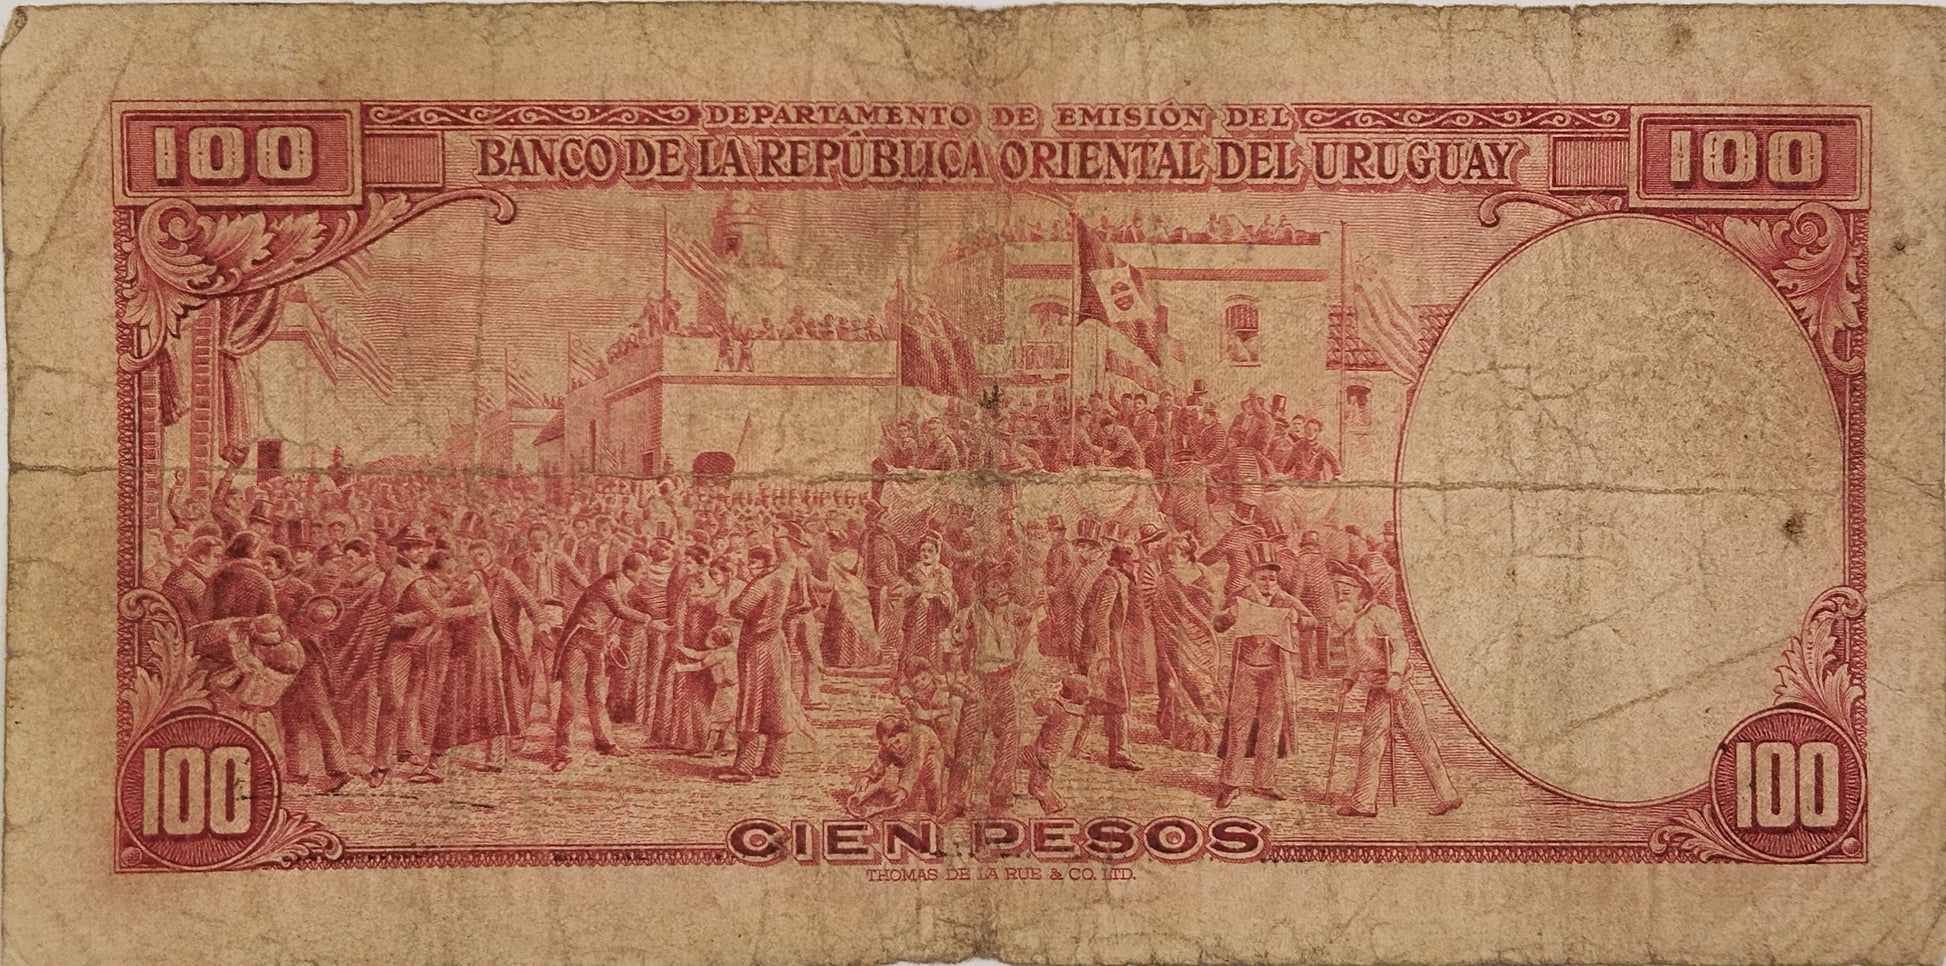 100 DEPARTAMENTO DE EMISIÓN DEL 100
BANCO DE LA REPÚBLICA ORIENTAL DEL URUGUAY
100 CIEN PESOS 100
THOMAS DE LA RUE & CO. LTD.